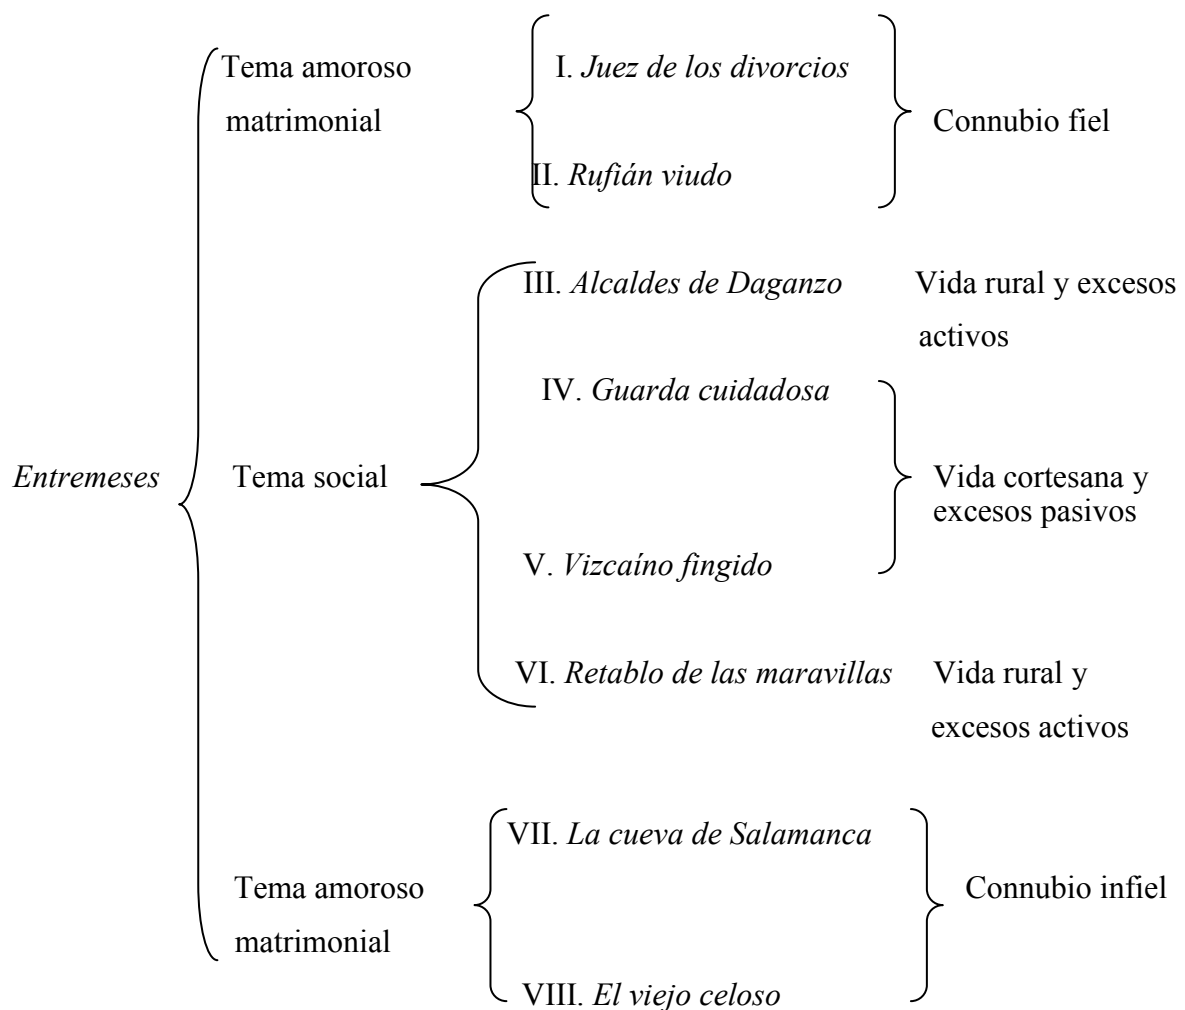 Tema amoroso
matrimonial
I. Juez de los divorcios
II. Rufián viudo
Connubio fiel
III. Alcaldes de Daganzo
Vida rural y excesos
activos
IV. Guarda cuidadosa
Entremeses
Tema social
Vida cortesana y
excesos pasivos
V. Vizcaíno fingido
VI. Retablo de las maravillas
Vida rural y
excesos activos
Tema amoroso
matrimonial
VII. La cueva de Salamanca
Connubio infiel
VIII. El viejo celoso